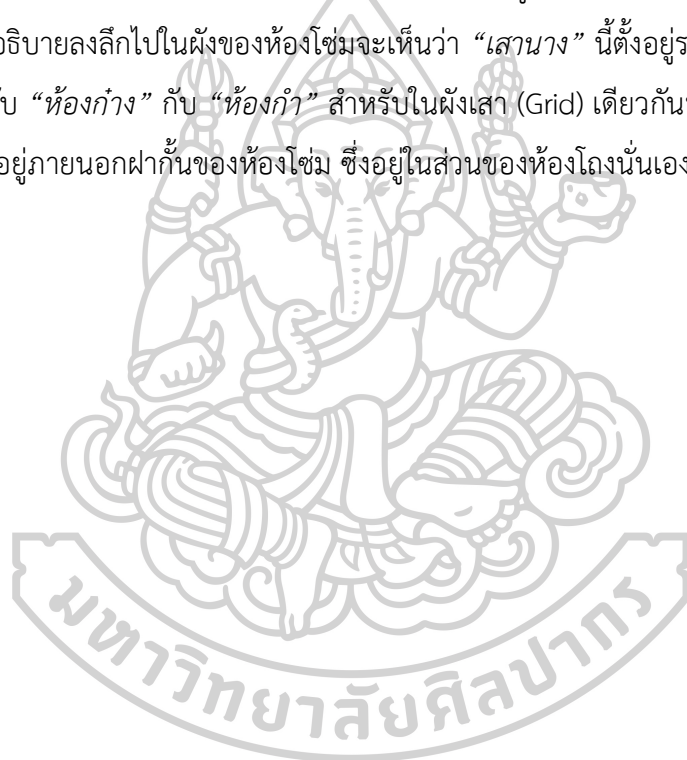 อธิบายลงลึกไปในผังของห้องโซ่มจะเห็นว่า “เสานาง” นี้ตั้งอยู่ร
“ห้องก๋าง” กับ “ห้องกำ” สำหรับในผังเสา (Grid) เดียวกัน
อยู่ภายนอกฝากั้นของห้องโซ่ม ซึ่งอยู่ในส่วนของห้องโถงนั่นเอง
มหาวิทยาลัยศิลปากร